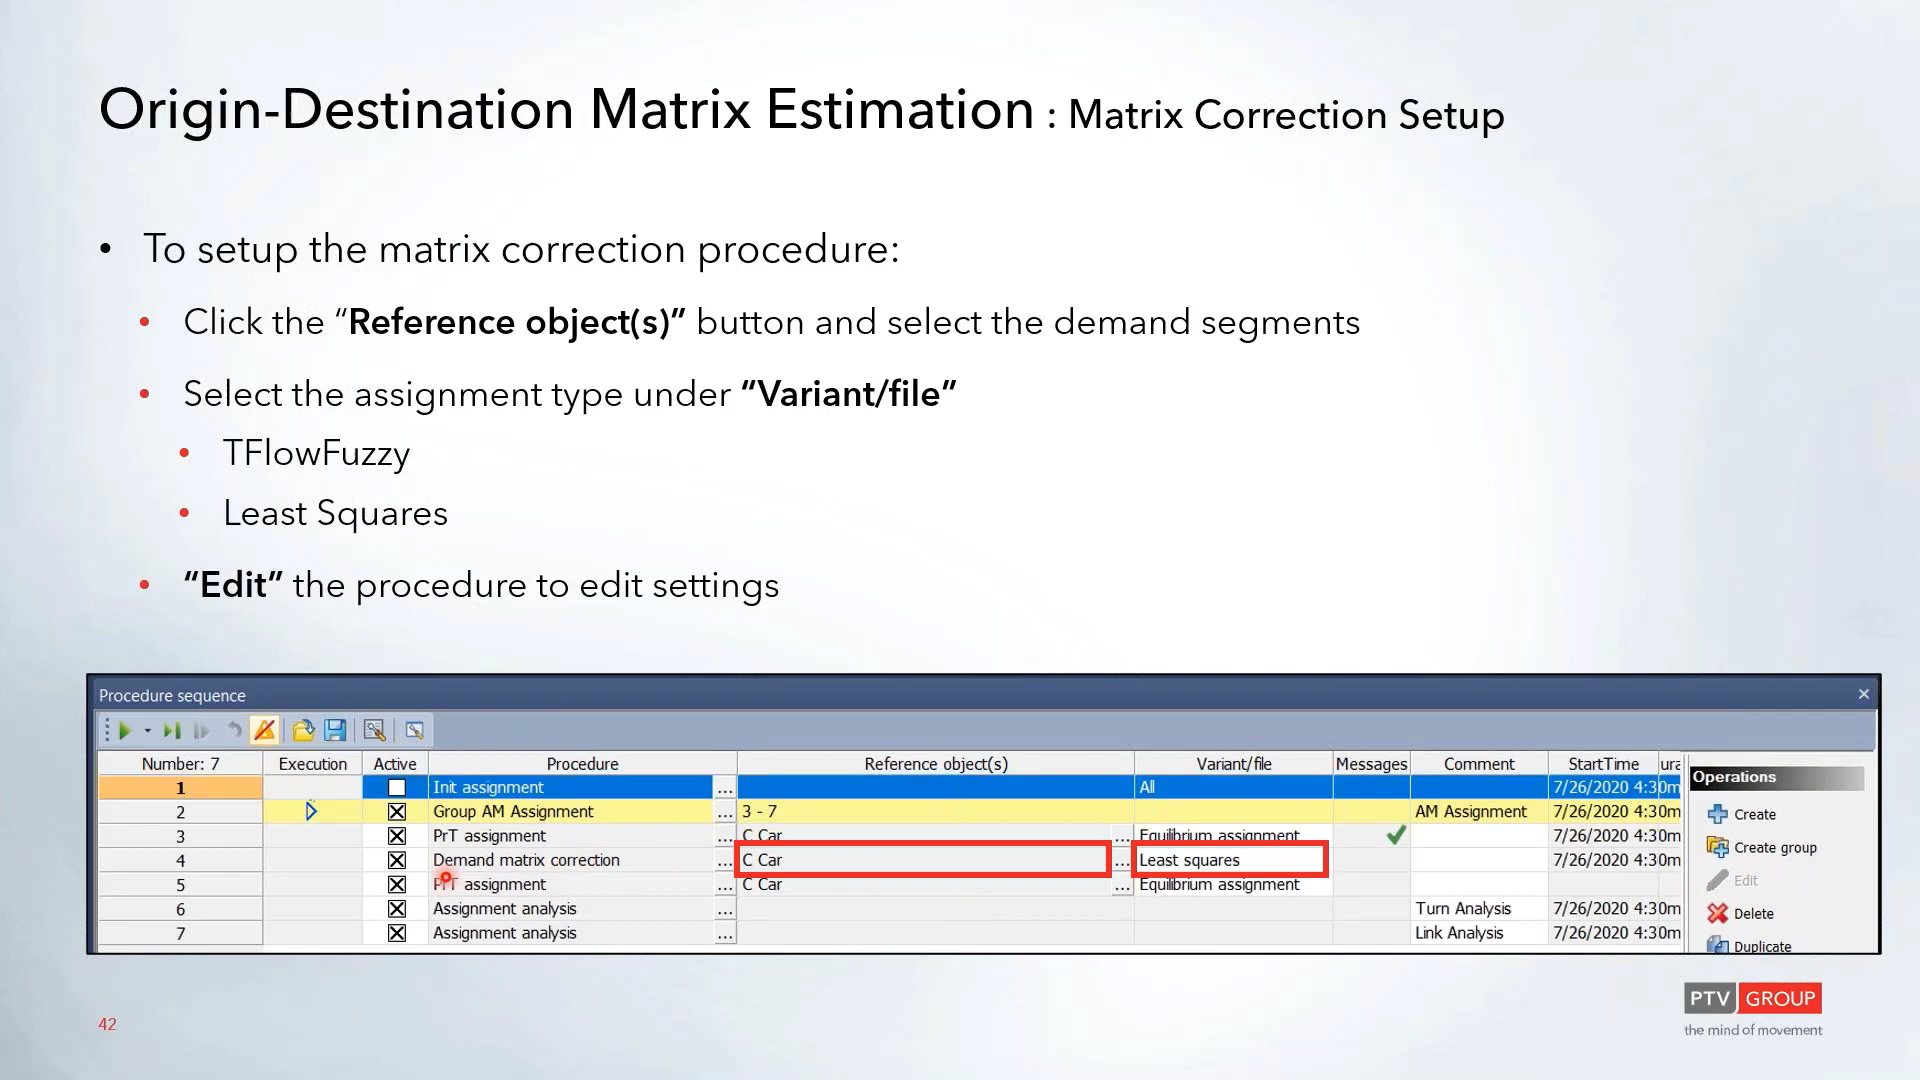 Origin-Destination Matrix Estimation : Matrix Correction Setup
• To setup the matrix correction procedure:
• Click the “Reference object(s)” button and select the demand segments
• Select the assignment type under “Variant/file”
• TFlowFuzzy
• Least Squares
• “Edit” the procedure to edit settings
Procedure sequence
Number: 7 Execution Active Procedure Reference object(s) Variant/file Messages Comment StartTime ura
1 Init assignment ... All 7/26/2020 4:30m
2 Group AM Assignment ... 3 - 7 AM Assignment 7/26/2020 4:30m
3 PrT assignment ... C Car ... Equilibrium assignment 7/26/2020 4:30m
4 Demand matrix correction ... C Car ... Least squares 7/26/2020 4:30m
5 PrT assignment ... C Car ... Equilibrium assignment
6 Assignment analysis ... Turn Analysis 7/26/2020 4:30m
7 Assignment analysis ... Link Analysis 7/26/2020 4:30m
Operations
Create
Create group
Edit
Delete
Duplicate
42
PTV GROUP
the mind of movement